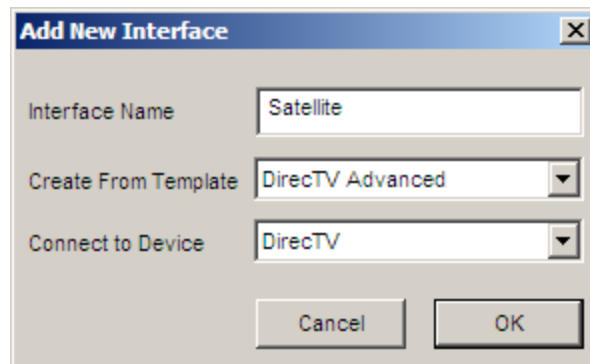 Add New Interface
Interface Name Satellite
Create From Template DirecTV Advanced
Connect to Device DirecTV
Cancel OK